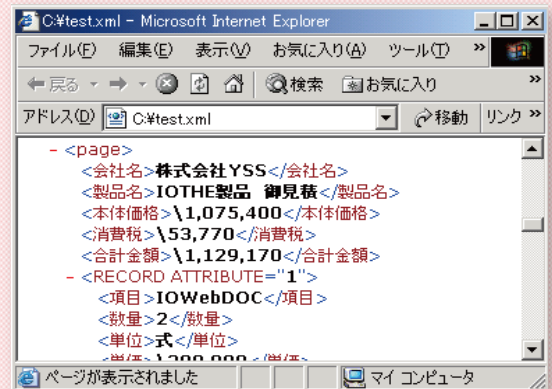 C:¥test.xml - Microsoft Internet Explorer
ファイル(F) 編集(E) 表示(V) お気に入り(A) ツール(T) »
戻る 検索 お気に入り »
アドレス(D) C:¥test.xml 移動 リンク »
- <page>
<会社名>株式会社YSS</会社名>
<製品名>IOTHE製品 御見積</製品名>
<本体価格>\1,075,400</本体価格>
<消費税>\53,770</消費税>
<合計金額>\1,129,170</合計金額>
- <RECORD ATTRIBUTE="1">
<項目>IOWebDOC</項目>
<数量>2</数量>
<単位>式</単位>
ページが表示されました マイ コンピュータ